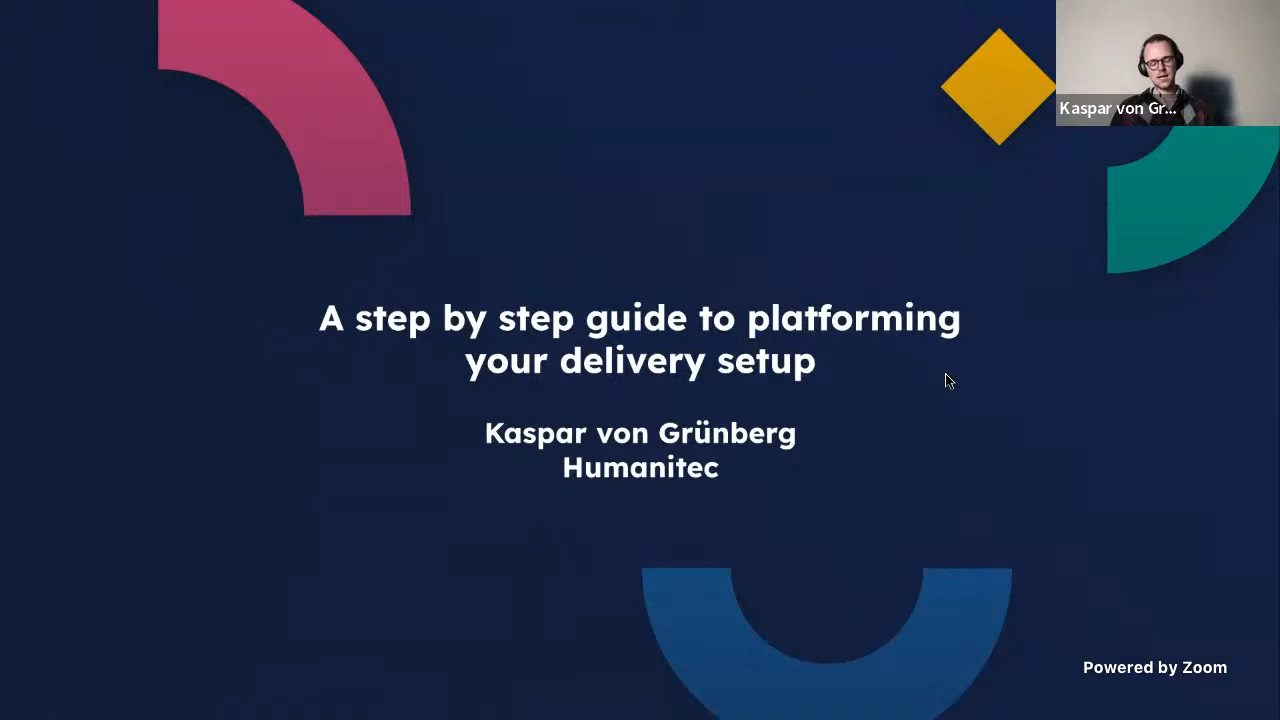 Kaspar von Gr...
A step by step guide to platforming
your delivery setup
Kaspar von Grünberg
Humanitec
Powered by Zoom